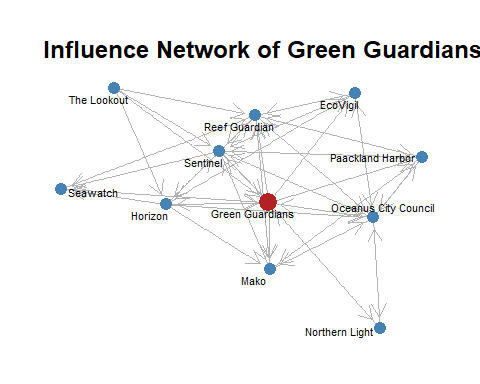 Influence Network of Green Guardians
The Lookout
EcoVigil
Reef Guardian
Sentinel
Paackland Harbor
Seawatch
Horizon
Green Guardians
Oceanus City Council
Mako
Northern Light